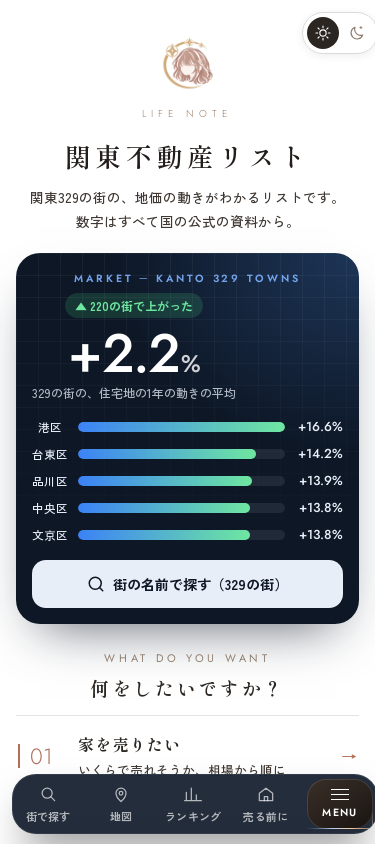 LIFE NOTE
関東不動産リスト
関東329の街の、地価の動きがわかるリストです。
数字はすべて国の公式の資料から。
MARKET — KANTO 329 TOWNS
▲ 220の街で上がった
+2.2%
329の街の、住宅地の1年の動きの平均
港区 +16.6%
台東区 +14.2%
品川区 +13.9%
中央区 +13.8%
文京区 +13.8%
街の名前で探す（329の街）
WHAT DO YOU WANT
何をしたいですか？
01 家を売りたい →
いくらで売れそうか、相場から順に
街で探す 地図 ランキング 売る前に MENU